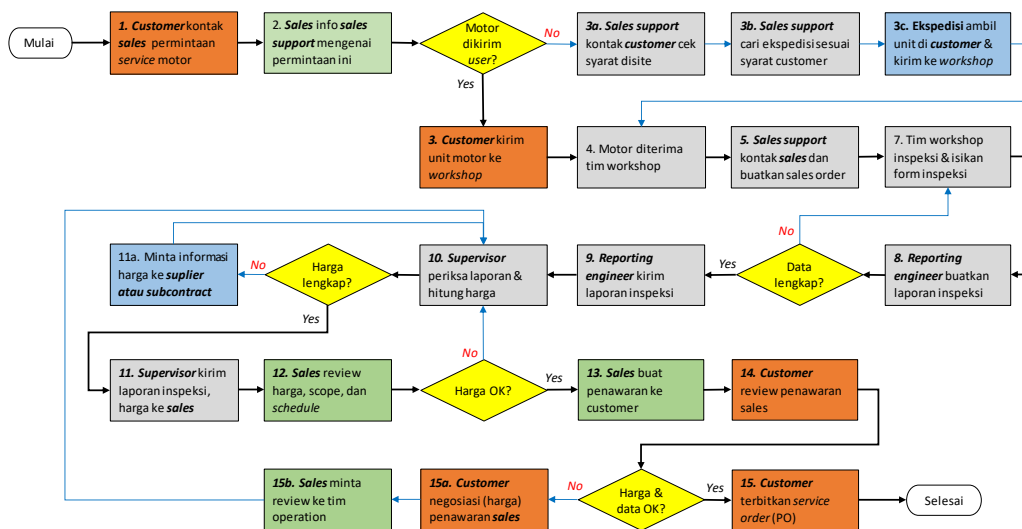 Mulai
1. Customer kontak
sales permintaan
service motor
2. Sales info sales
support mengenai
permintaan ini
Motor
dikirim
user?
No
Yes
3a. Sales support
kontak customer cek
syarat disite
3b. Sales support
cari ekspedisi sesuai
syarat customer
3c. Ekspedisi ambil
unit di customer &
kirim ke workshop
3. Customer kirim
unit motor ke
workshop
4. Motor diterima
tim workshop
5. Sales support
kontak sales dan
buatkan sales order
7. Tim workshop
inspeksi & isikan
form inspeksi
11a. Minta informasi
harga ke suplier
atau subcontract
No
Harga
lengkap?
Yes
10. Supervisor
periksa laporan &
hitung harga
9. Reporting
engineer kirim
laporan inspeksi
Yes
Data
lengkap?
No
8. Reporting
engineer buatkan
laporan inspeksi
11. Supervisor kirim
laporan inspeksi,
harga ke sales
12. Sales review
harga, scope, dan
schedule
Harga OK?
No
Yes
13. Sales buat
penawaran ke
customer
14. Customer
review penawaran
sales
15b. Sales minta
review ke tim
operation
15a. Customer
negosiasi (harga)
penawaran sales
No
Harga &
data OK?
Yes
15. Customer
terbitkan service
order (PO)
Selesai